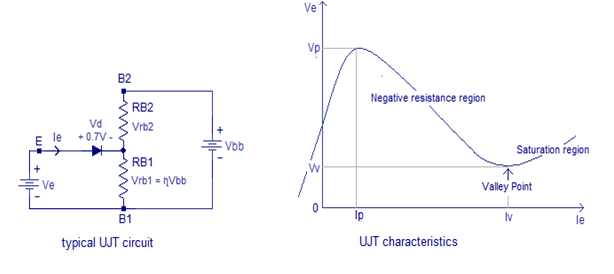 B2
RB2
Vrb2
Vd
+ 0.7V -
E
Ie
+
Ve
-
RB1
Vrb1 = ηVbb
+
Vbb
-
B1
typical UJT circuit
Ve
Vp
Negative resistance region
Saturation region
Vv
Valley Point
0
Ip
Iv
Ie
UJT characteristics